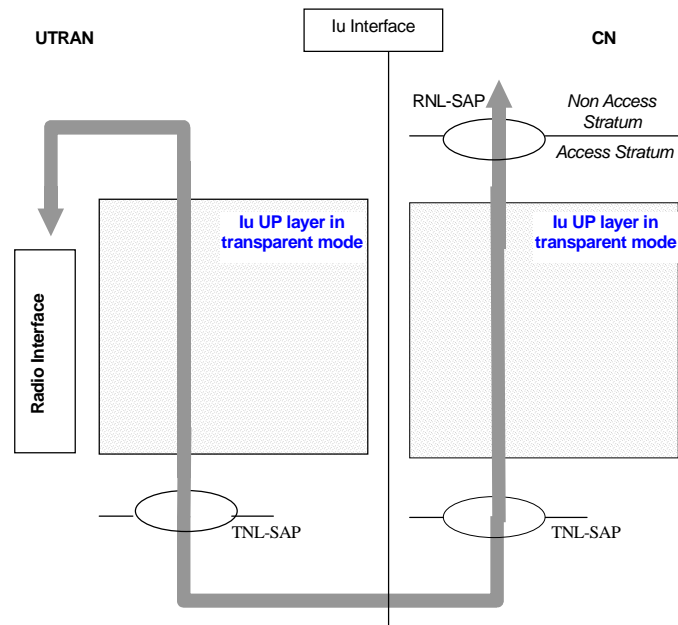 Iu Interface
UTRAN
CN
RNL-SAP
Non Access
Stratum
Access Stratum
Iu UP layer in
transparent mode
Iu UP layer in
transparent mode
Radio Interface
TNL-SAP
TNL-SAP